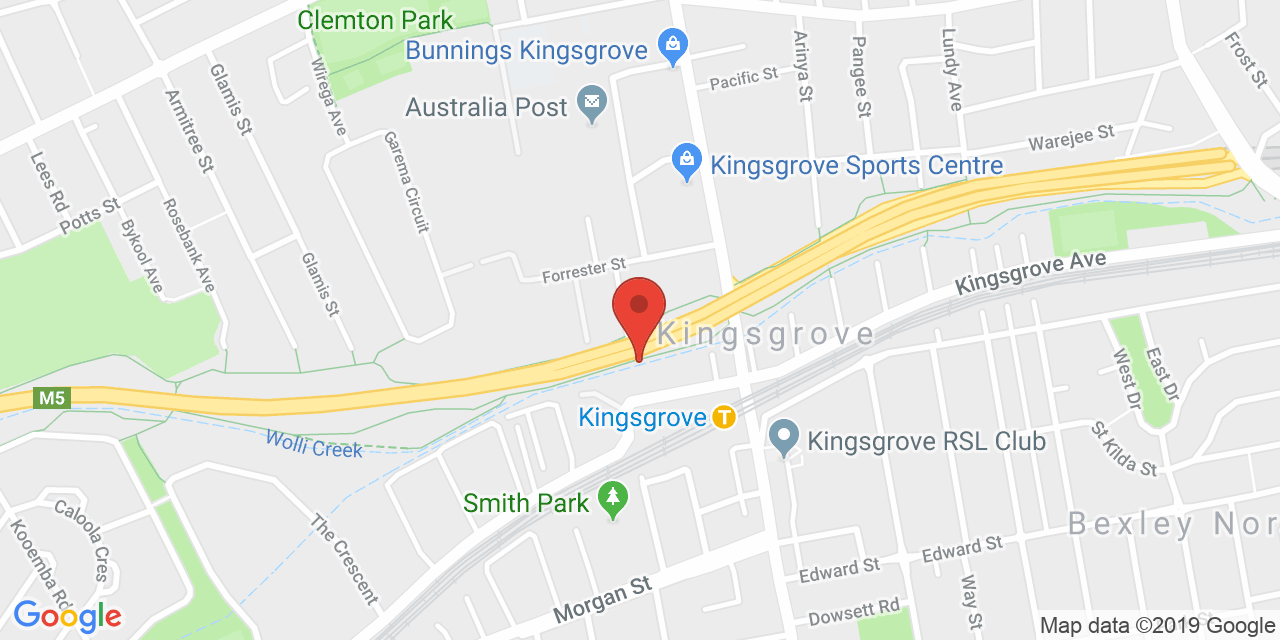 Clemton Park
Bunnings Kingsgrove
Australia Post
Pacific St
Arinya St
Pangee St
Lundy Ave
Frost St
Wirega Ave
Glamis St
Armitree St
Garema Circuit
Warejee St
Kingsgrove Sports Centre
Lees Rd
Potts St
Bykool Ave
Rosebank Ave
Glamis St
Forrester St
Kingsgrove Ave
Kingsgrove
M5
Wolli Creek
Kingsgrove
T
Kingsgrove RSL Club
West Dr
East Dr
St Kilda St
Smith Park
Caloola Cres
Kooemba Rd
The Crescent
Bexley Nor
Edward St
Edward St
Way St
Morgan St
Dowsett Rd
St
Google
Map data ©2019 Google